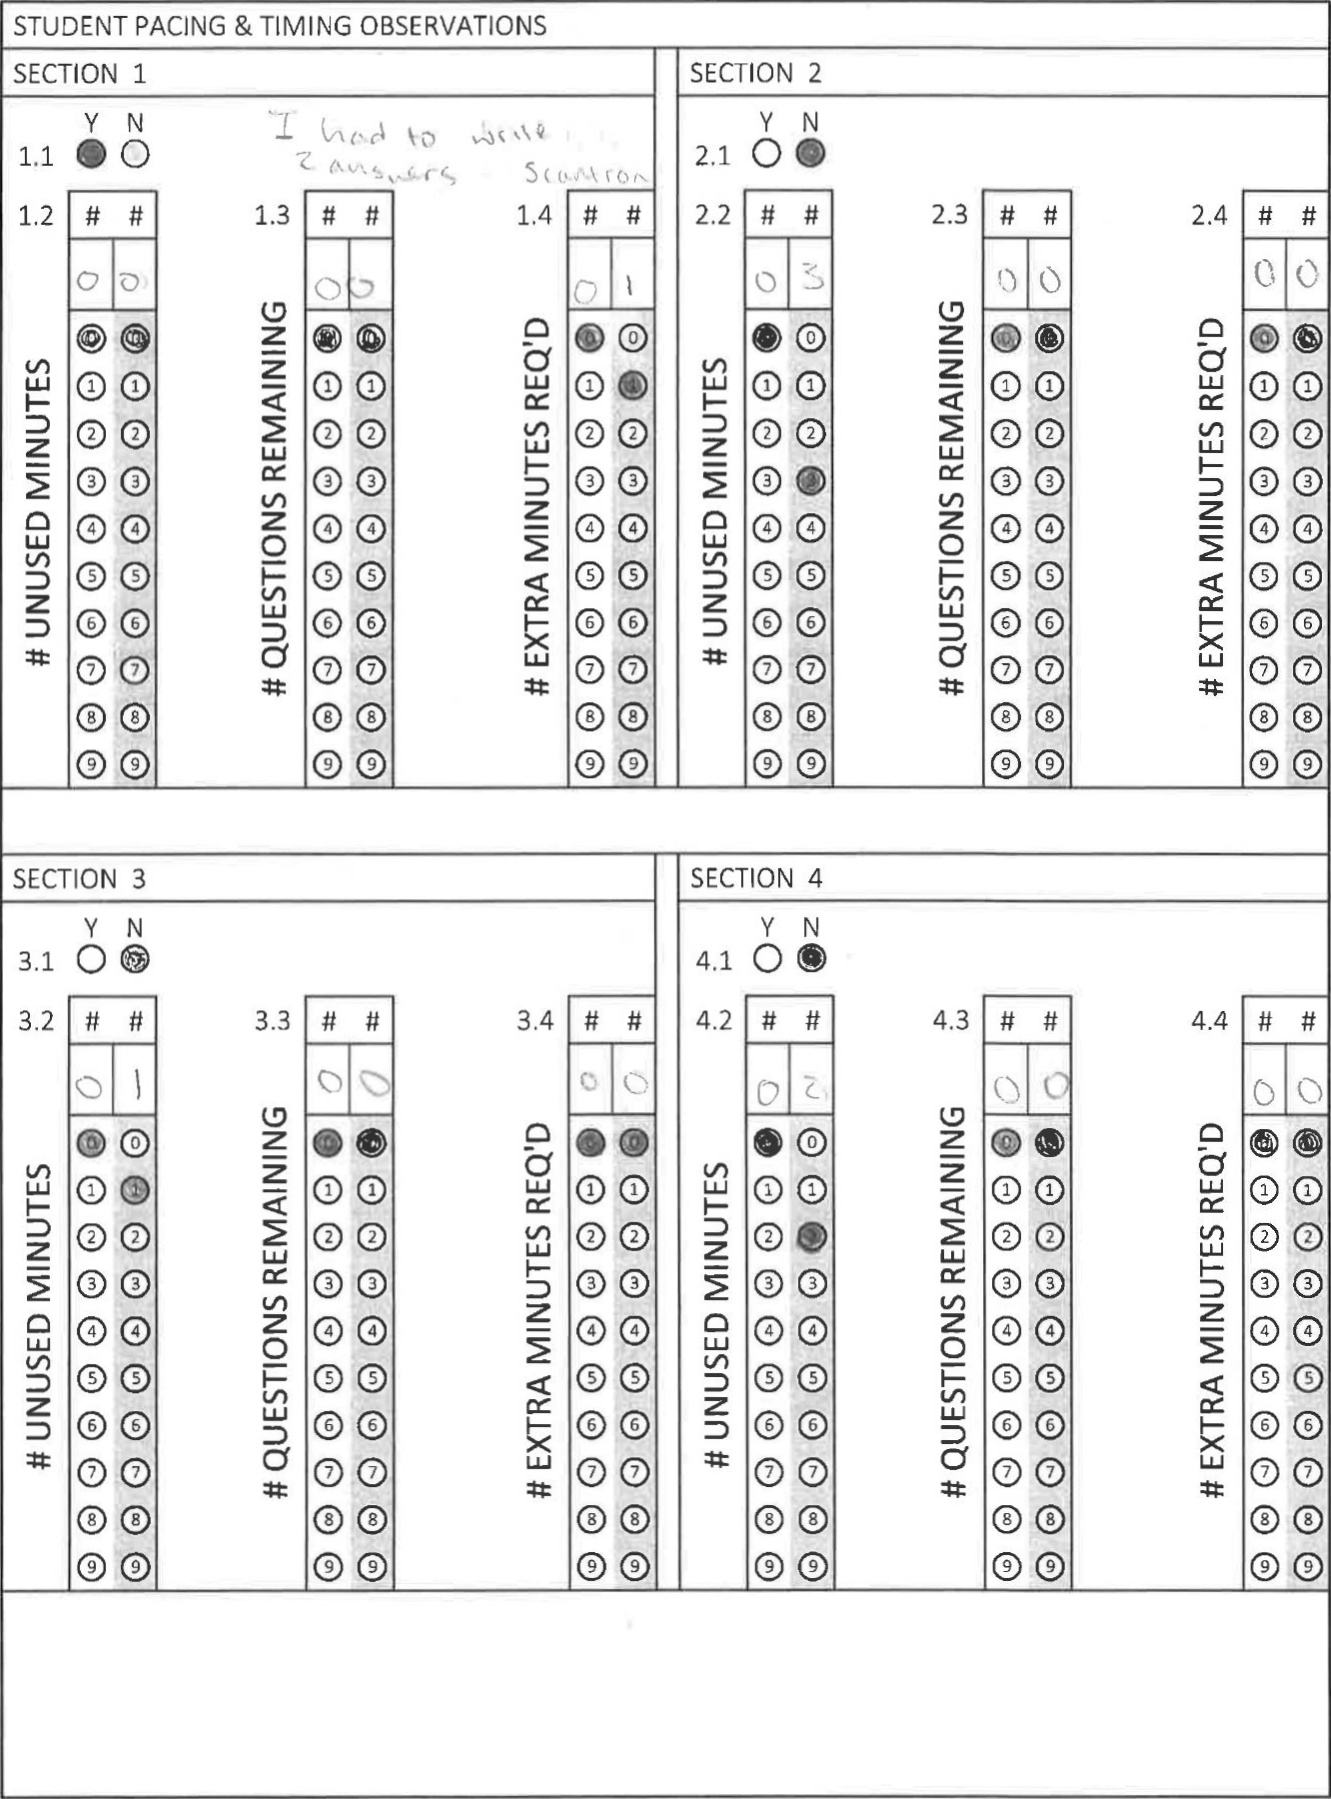 STUDENT PACING & TIMING OBSERVATIONS
SECTION 1
Y N
1.1
I had to write
2 answers Scantron
1.2 # # 1.3 # # 1.4 # #
0 0 0 0 0 1
# UNUSED MINUTES
# QUESTIONS REMAINING
# EXTRA MINUTES REQ'D
0 0 0 0 0 0
1 1 1 1 1 1
2 2 2 2 2 2
3 3 3 3 3 3
4 4 4 4 4 4
5 5 5 5 5 5
6 6 6 6 6 6
7 7 7 7 7 7
8 8 8 8 8 8
9 9 9 9 9 9
SECTION 2
Y N
2.1
2.2 # # 2.3 # # 2.4 # #
0 3 0 0 0 0
# UNUSED MINUTES
# QUESTIONS REMAINING
# EXTRA MINUTES REQ'D
0 0 0 0
1 1 1 1 1 1
2 2 2 2 2 2
3 3 3 3 3 3
4 4 4 4 4 4
5 5 5 5 5 5
6 6 6 6 6 6
7 7 7 7 7 7
8 8 8 8 8 8
9 9 9 9 9 9
SECTION 3
Y N
3.1
3.2 # # 3.3 # # 3.4 # #
0 1 0 0 0 0
# UNUSED MINUTES
# QUESTIONS REMAINING
# EXTRA MINUTES REQ'D
0 0 0 0 0
1 1 1 1 1 1
2 2 2 2 2 2
3 3 3 3 3 3
4 4 4 4 4 4
5 5 5 5 5 5
6 6 6 6 6 6
7 7 7 7 7 7
8 8 8 8 8 8
9 9 9 9 9 9
SECTION 4
Y N
4.1
4.2 # # 4.3 # # 4.4 # #
0 2 0 0 0 0
# UNUSED MINUTES
# QUESTIONS REMAINING
# EXTRA MINUTES REQ'D
0 0
1 1 1 1 1 1
2 2 2 2 2
3 3 3 3 3 3
4 4 4 4 4 4
5 5 5 5 5 5
6 6 6 6 6 6
7 7 7 7 7 7
8 8 8 8 8 8
9 9 9 9 9 9